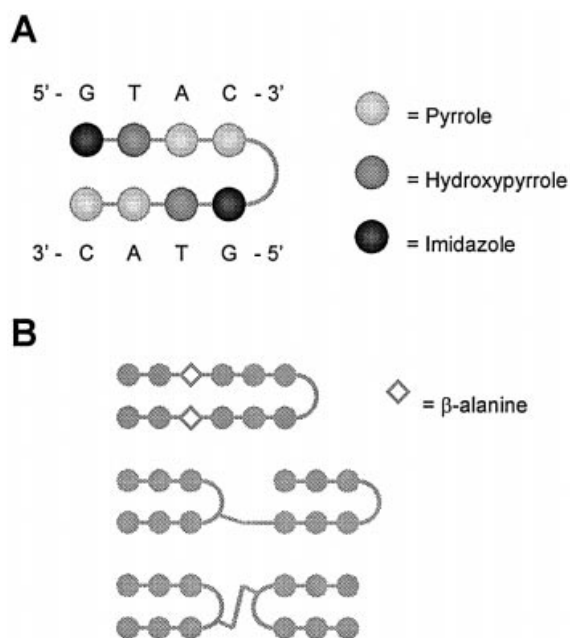 A
5' - G T A C - 3'
= Pyrrole
= Hydroxypyrrole
= Imidazole
3' - C A T G - 5'
B
= β-alanine